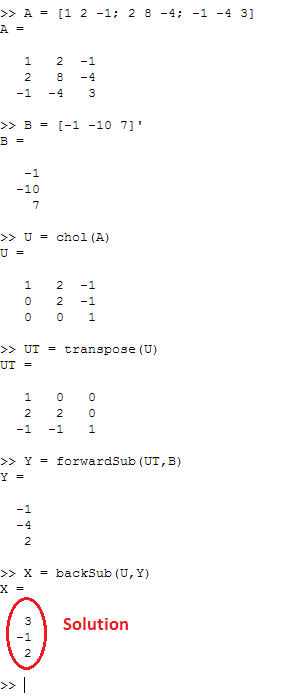 >> A = [1 2 -1; 2 8 -4; -1 -4 3]
A =
1 2 -1
2 8 -4
-1 -4 3
>> B = [-1 -10 7]'
B =
-1
-10
7
>> U = chol(A)
U =
1 2 -1
0 2 -1
0 0 1
>> UT = transpose(U)
UT =
1 0 0
2 2 0
-1 -1 1
>> Y = forwardSub(UT,B)
Y =
-1
-4
2
>> X = backSub(U,Y)
X =
3
-1 Solution
2
>>